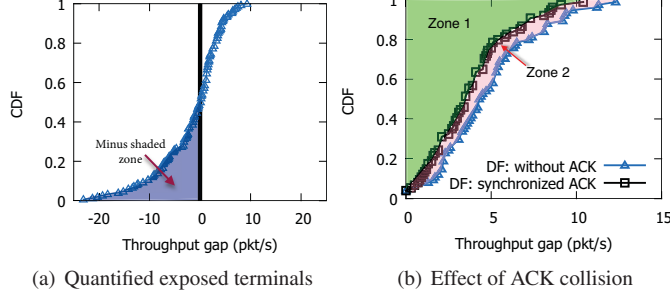 1
0.8
0.6
0.4
0.2
0
CDF
Minus shaded
zone
-20
-10
0
10
20
Throughput gap (pkt/s)
(a) Quantified exposed terminals
1
0.8
0.6
0.4
0.2
0
CDF
Zone 1
Zone 2
DF: without ACK
DF: synchronized ACK
0
5
10
15
Throughput gap (pkt/s)
(b) Effect of ACK collision